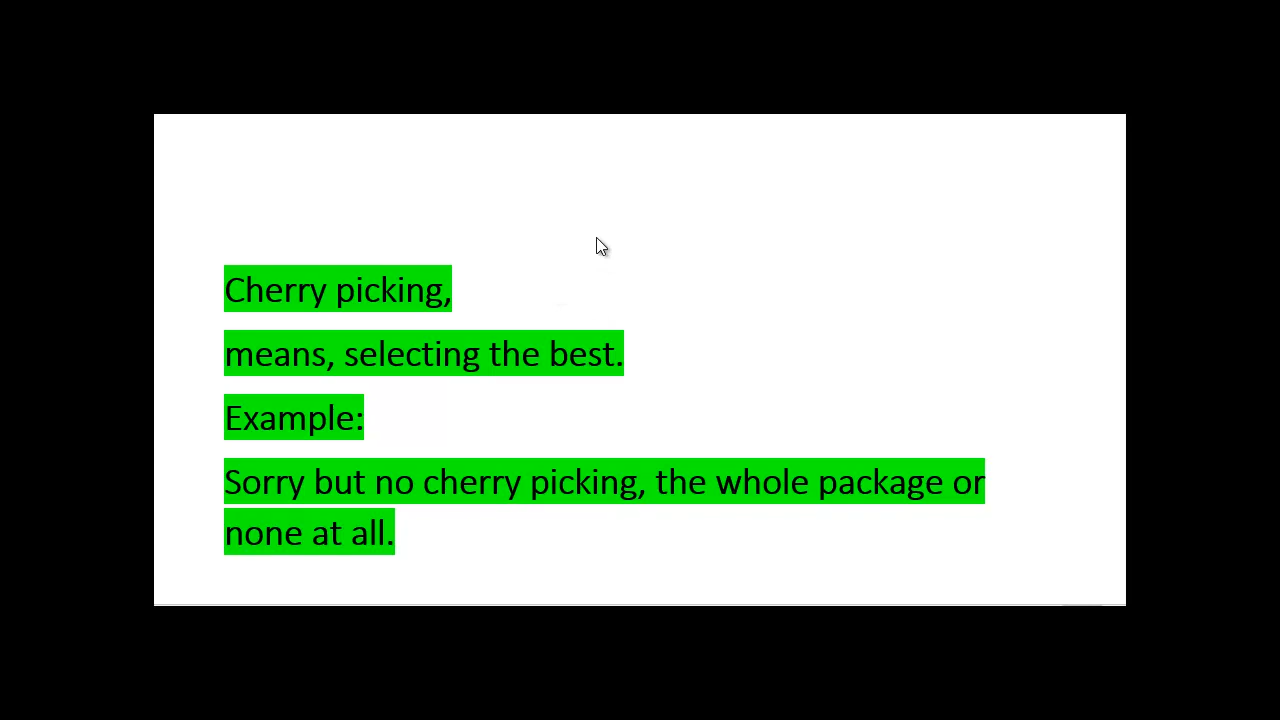 Cherry picking,
means, selecting the best.
Example:
Sorry but no cherry picking, the whole package or
none at all.